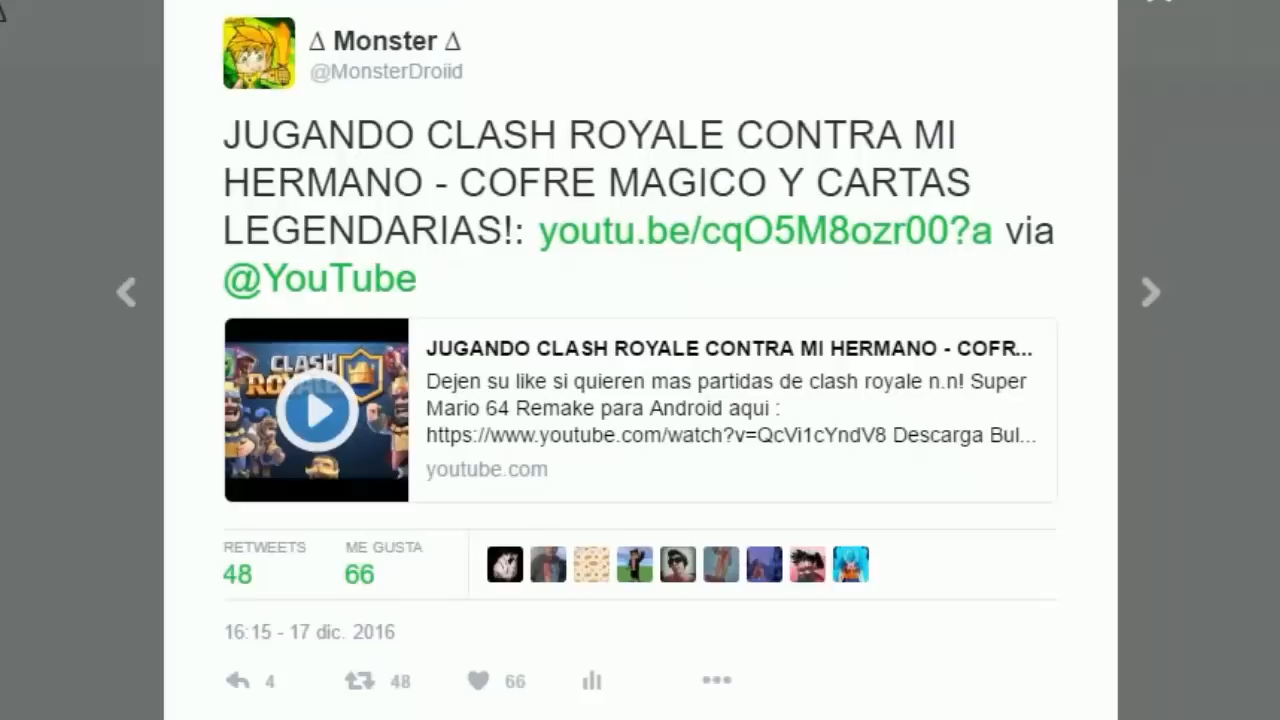 Δ Monster Δ
@MonsterDroiid
JUGANDO CLASH ROYALE CONTRA MI
HERMANO - COFRE MAGICO Y CARTAS
LEGENDARIAS!: youtu.be/cqO5M8ozr00?a via
@YouTube
CLASH
ROYALE
JUGANDO CLASH ROYALE CONTRA MI HERMANO - COFR...
Dejen su like si quieren mas partidas de clash royale n.n! Super
Mario 64 Remake para Android aqui :
https://www.youtube.com/watch?v=QcVi1cYndV8 Descarga Bul...
youtube.com
RETWEETS ME GUSTA
48 66
16:15 - 17 dic. 2016
4 48 66